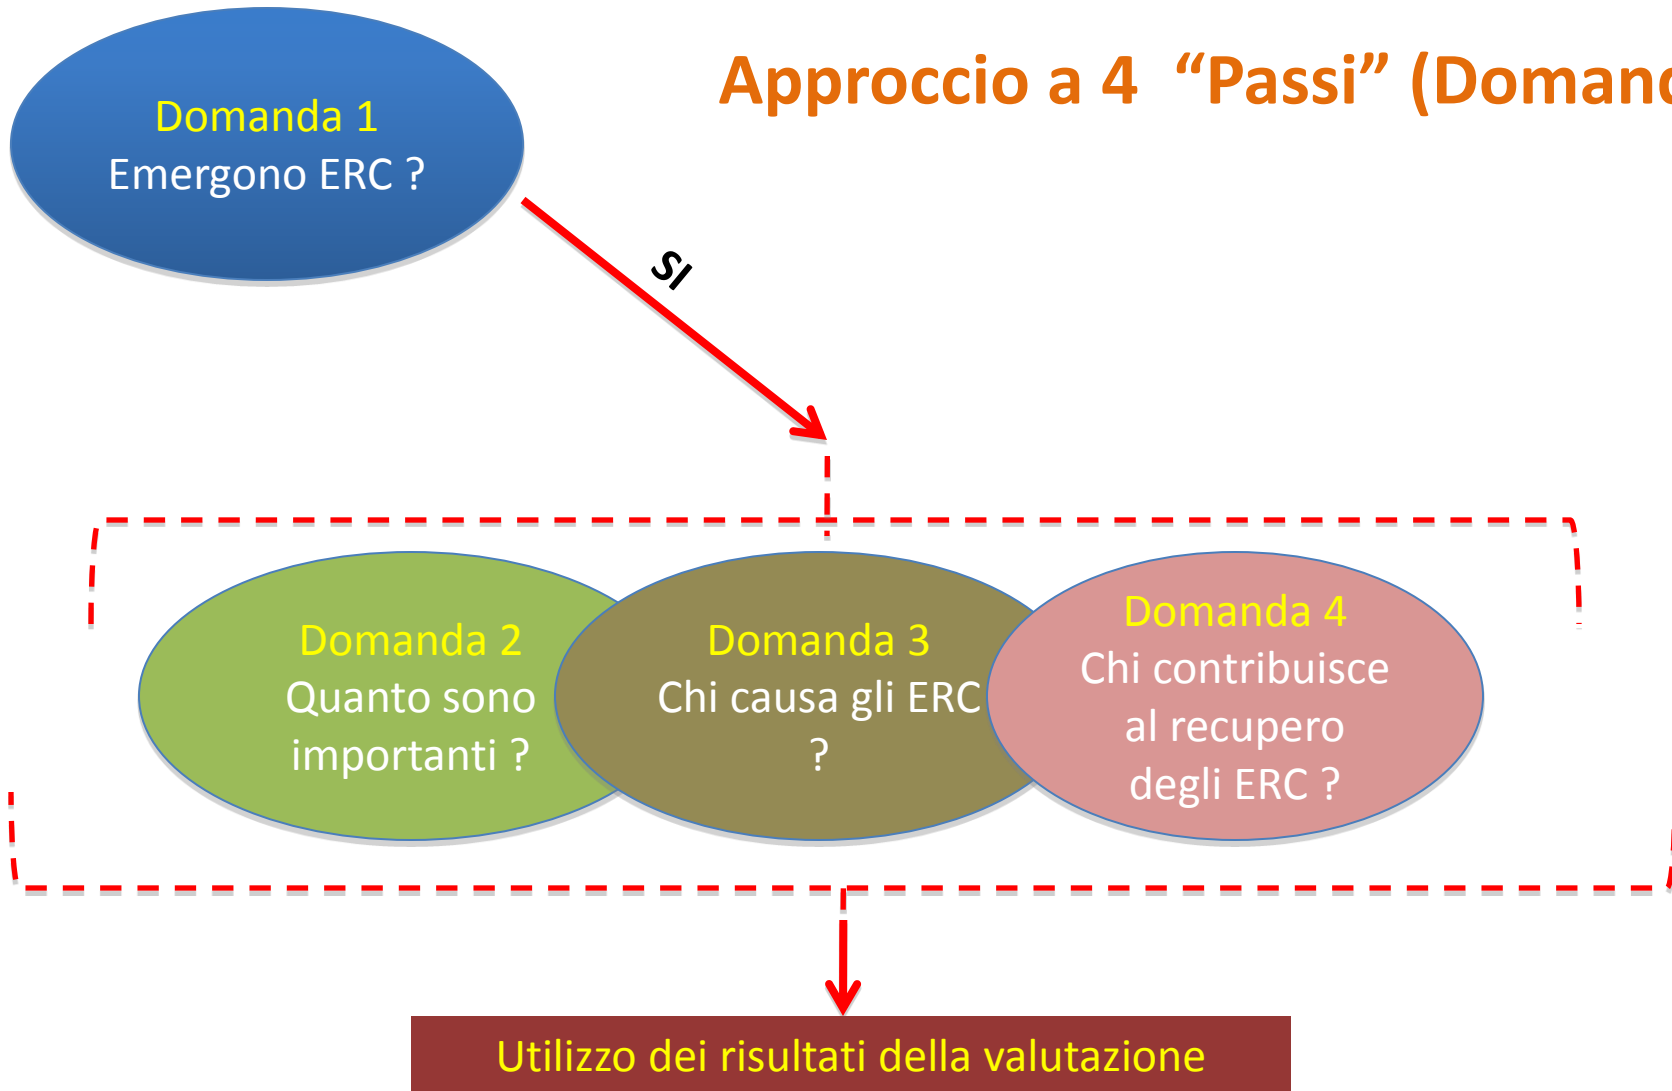 Approccio a 4 “Passi” (Domand
Domanda 1
Emergono ERC ?
SI
Domanda 2
Quanto sono
importanti ?
Domanda 3
Chi causa gli ERC
?
Domanda 4
Chi contribuisce
al recupero
degli ERC ?
Utilizzo dei risultati della valutazione